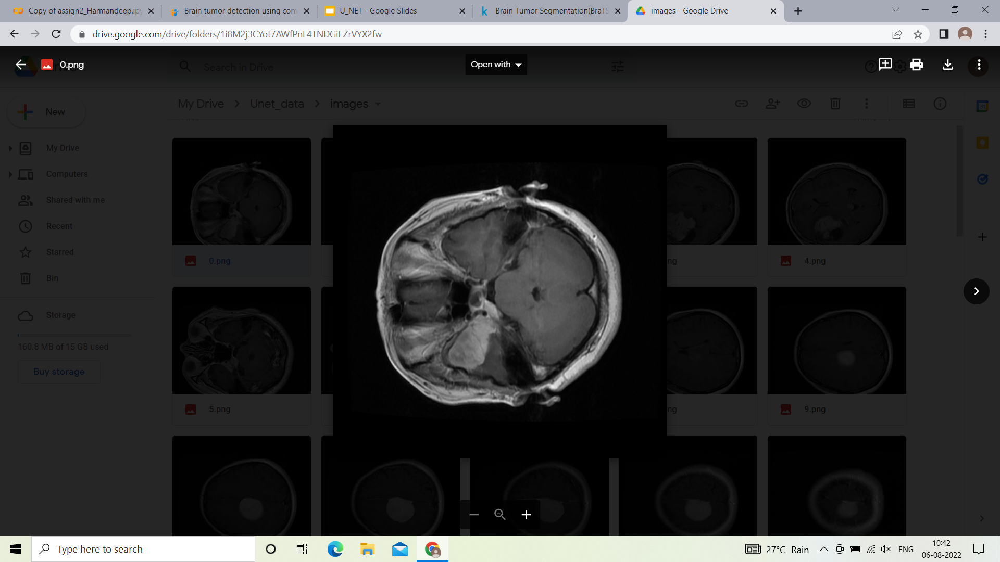 Copy of assign2_Harmandeep.ipy
Brain tumor detection using conv
U_NET - Google Slides
Brain Tumor Segmentation(BraTS
images - Google Drive
drive.google.com/drive/folders/1i8M2j3CYot7AWfPnL4TNDGiEZrVYX2fw
0.png
Search in Drive
Open with
New
My Drive
Unet_data
images
My Drive
Computers
Shared with me
Recent
Starred
Bin
Storage
160.8 MB of 15 GB used
Buy storage
0.png
ng
4.png
5.png
ng
9.png
31
Type here to search
27°C Rain
ENG
10:42
06-08-2022